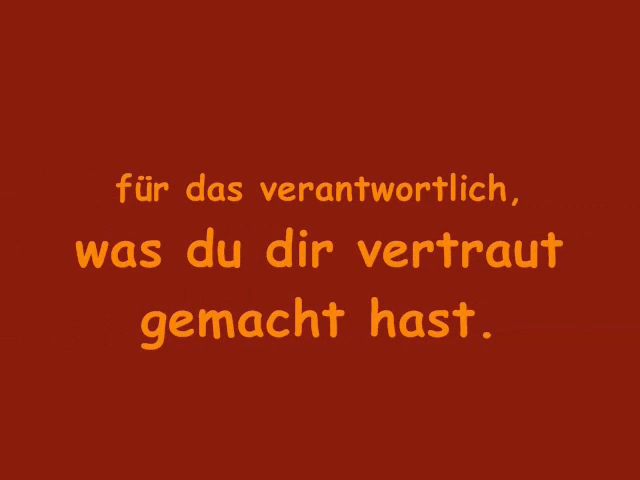 für das verantwortlich,
was du dir vertraut
gemacht hast.